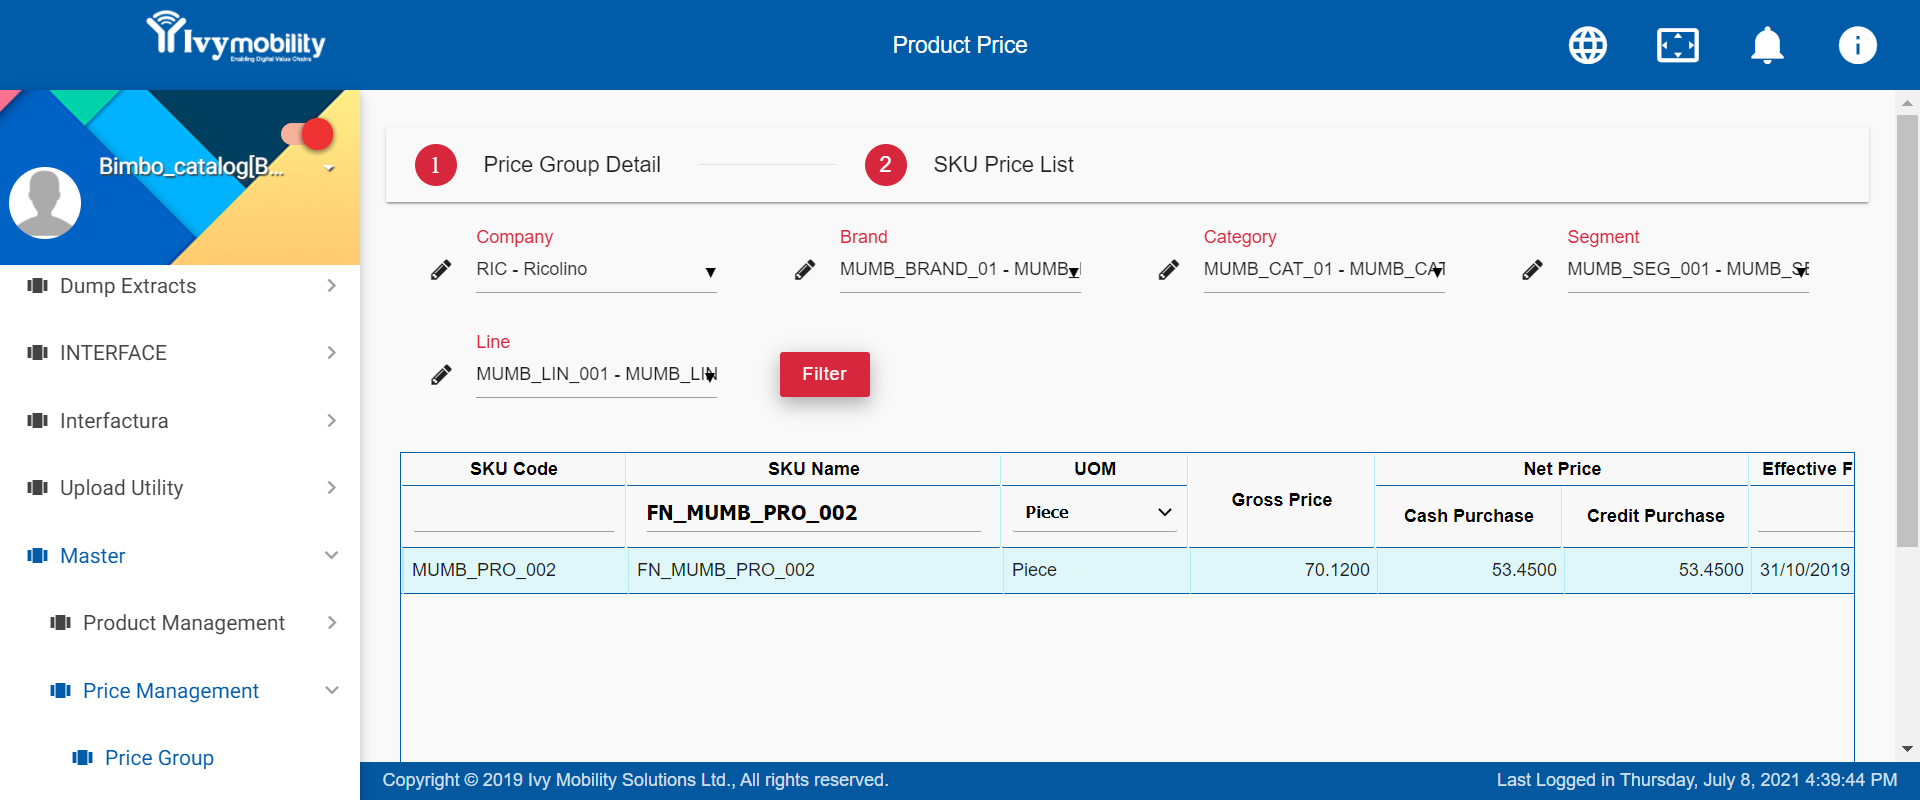 Ivymobility
Enabling Digital Value Chains
Product Price
Bimbo_catalog[B...
Dump Extracts
INTERFACE
Interfactura
Upload Utility
Master
Product Management
Price Management
Price Group
1 Price Group Detail 2 SKU Price List
Company Brand Category Segment
RIC - Ricolino MUMB_BRAND_01 - MUMB_ MUMB_CAT_01 - MUMB_CAT MUMB_SEG_001 - MUMB_SE
Line
MUMB_LIN_001 - MUMB_LIN Filter
SKU Code SKU Name UOM Gross Price Net Price Effective F
FN_MUMB_PRO_002 Piece Cash Purchase Credit Purchase
MUMB_PRO_002 FN_MUMB_PRO_002 Piece 70.1200 53.4500 53.4500 31/10/2019
Copyright © 2019 Ivy Mobility Solutions Ltd., All rights reserved. Last Logged in Thursday, July 8, 2021 4:39:44 PM